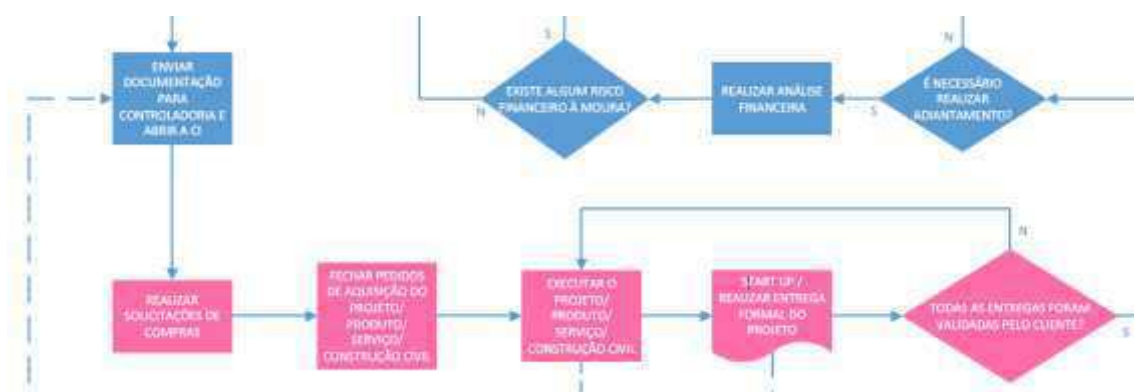 S
N
ENVIAR
DOCUMENTAÇÃO
PARA
CONTROLADORIA E
ABRIR A CI
EXISTE ALGUM RISCO
FINANCEIRO À MOURA?
N
REALIZAR ANÁLISE
FINANCEIRA
S
É NECESSÁRIO
REALIZAR
ADIANTAMENTO?
N
REALIZAR
SOLICITAÇÕES DE
COMPRAS
FECHAR PEDIDOS
DE AQUISIÇÃO DO
PROJETO/
PRODUTO/
SERVIÇO/
CONSTRUÇÃO CIVIL
EXECUTAR O
PROJETO/
PRODUTO/
SERVIÇO/
CONSTRUÇÃO CIVIL
START UP /
REALIZAR ENTREGA
FORMAL DO
PROJETO
TODAS AS ENTREGAS FORAM
VALIDADAS PELO CLIENTE?
S